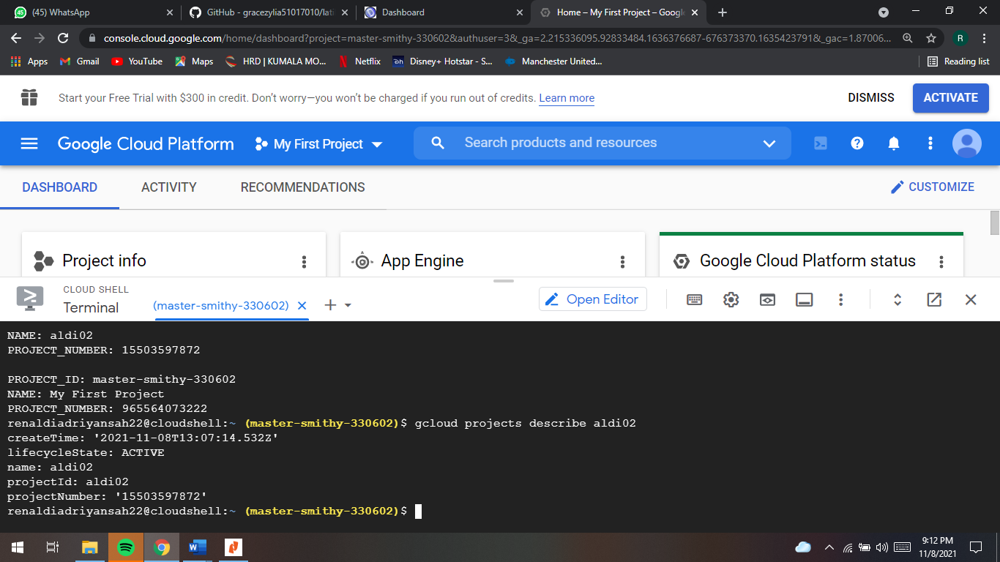 45
(45) WhatsApp
GitHub - gracezylia51017010/lati
Dashboard
Home – My First Project – Google
console.cloud.google.com/home/dashboard?project=master-smithy-330602&authuser=3&_ga=2.215336095.92833484.1636376687-676373370.1635423791&_gac=1.87006...
R
Apps
Gmail
YouTube
Maps
HRD | KUMALA MO...
Netflix
Disney+ Hotstar - S...
Manchester United...
Reading list
Start your Free Trial with $300 in credit. Don't worry—you won't be charged if you run out of credits. Learn more
DISMISS
ACTIVATE
Google Cloud Platform
My First Project
Search products and resources
DASHBOARD
ACTIVITY
RECOMMENDATIONS
CUSTOMIZE
Project info
App Engine
Google Cloud Platform status
CLOUD SHELL
Terminal
(master-smithy-330602)
Open Editor
NAME: aldi02
PROJECT_NUMBER: 15503597872
PROJECT_ID: master-smithy-330602
NAME: My First Project
PROJECT_NUMBER: 965564073222
renaldiadriyansah22@cloudshell:~ (master-smithy-330602)$ gcloud projects describe aldi02
createTime: '2021-11-08T13:07:14.532Z'
lifecycleState: ACTIVE
name: aldi02
projectId: aldi02
projectNumber: '15503597872'
renaldiadriyansah22@cloudshell:~ (master-smithy-330602)$
9:12 PM
11/8/2021